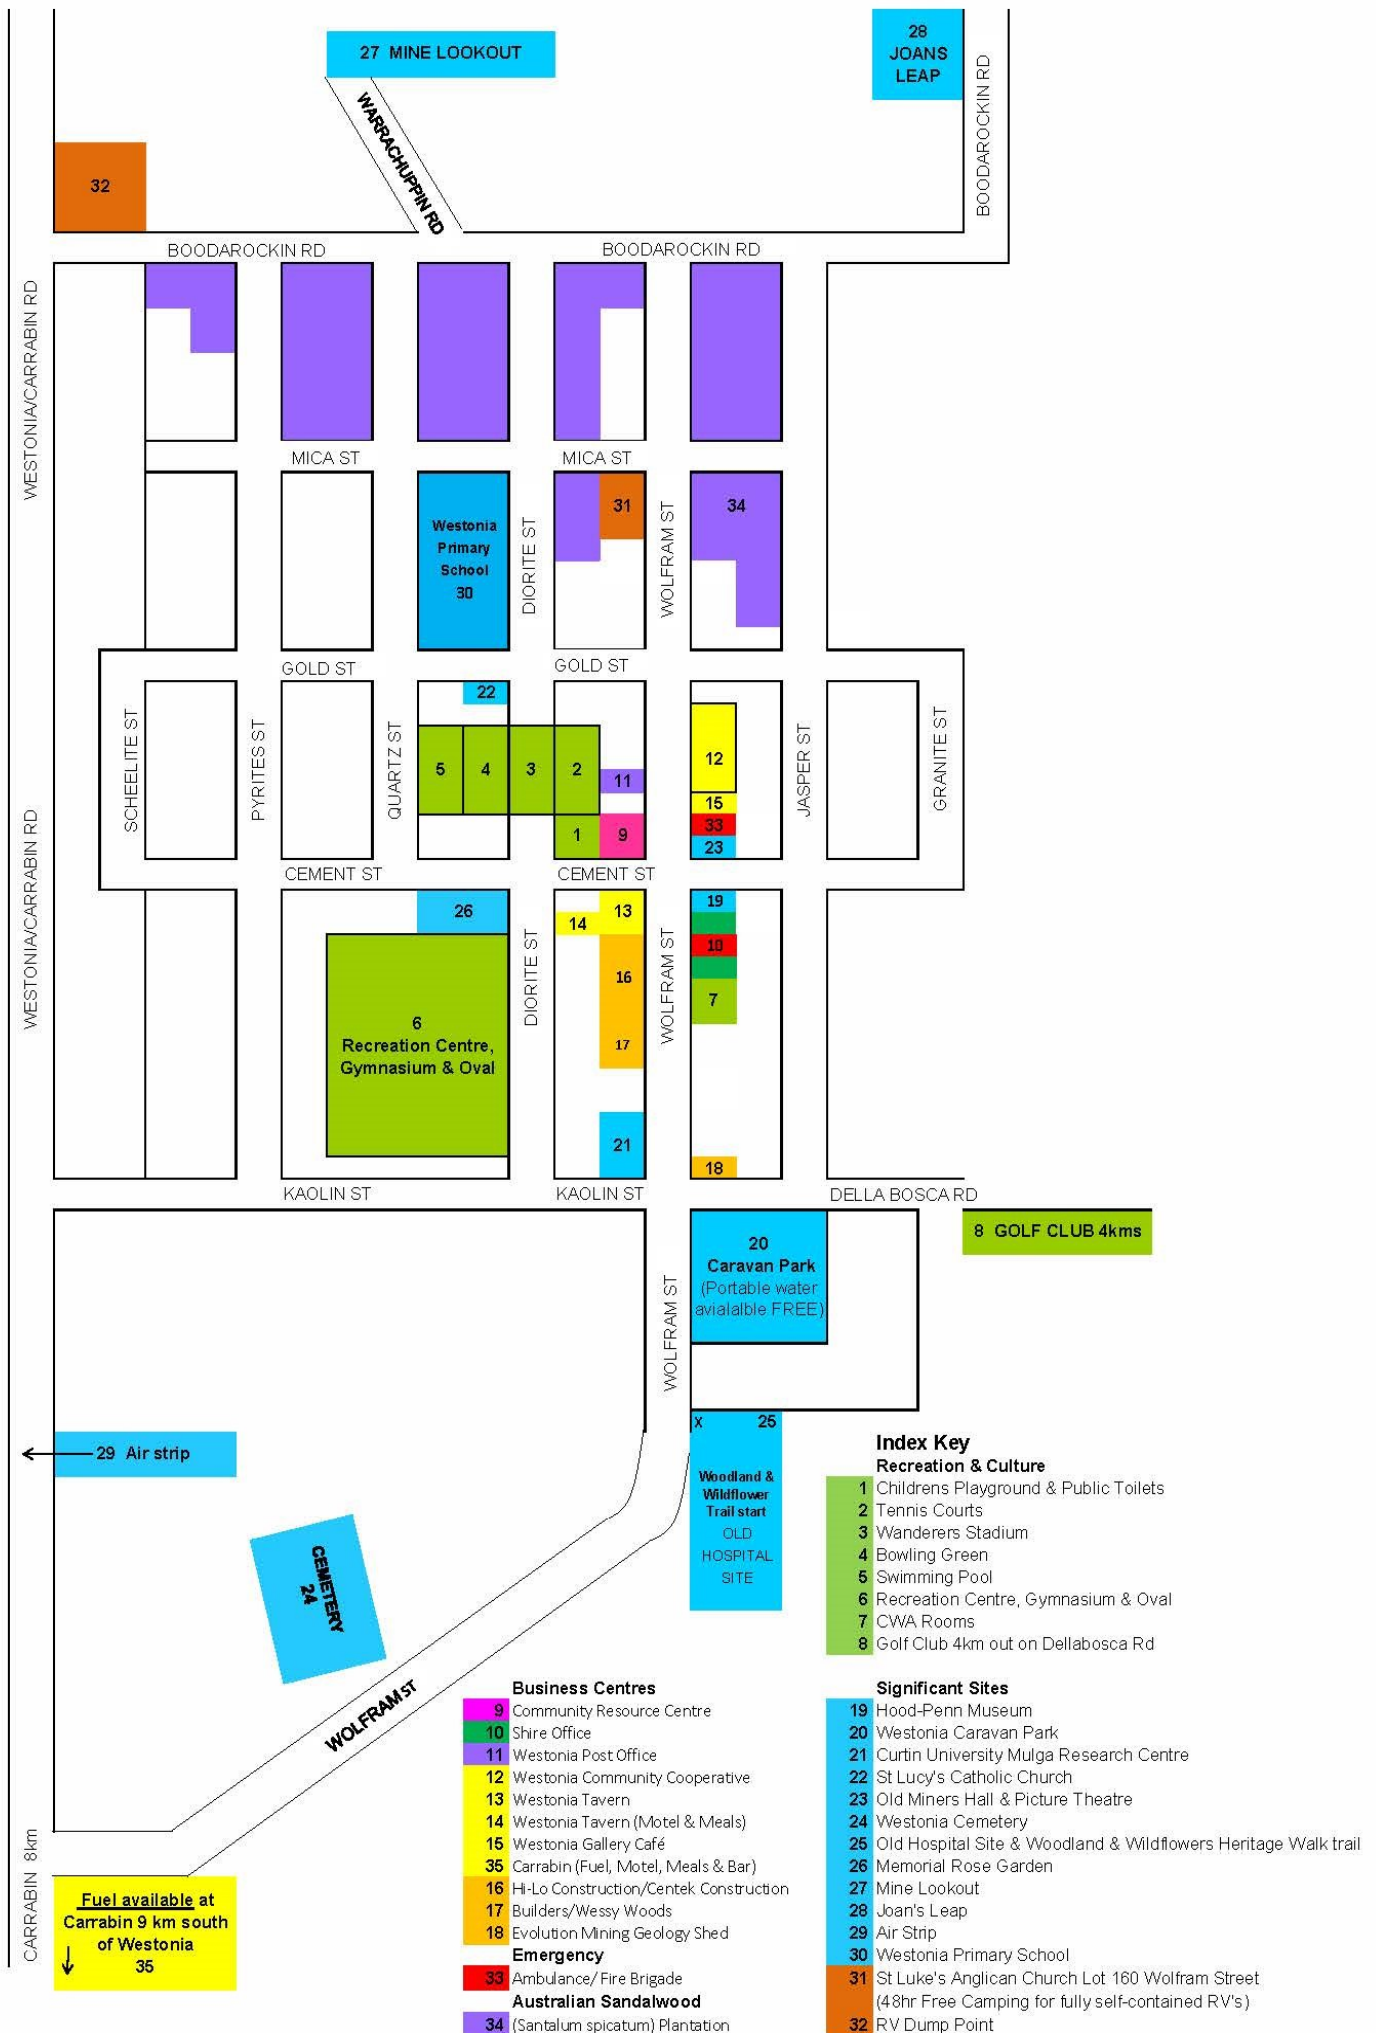 27 MINE LOOKOUT
28
JOANS
LEAP
BOODAROCKIN RD
WARRACHUPPIN RD
32
BOODAROCKIN RD
BOODAROCKIN RD
WESTONIA/CARRABIN RD
MICA ST
MICA ST
Westonia
Primary
School
30
DIORITE ST
31
WOLFRAM ST
34
GOLD ST
GOLD ST
SCHEELITE ST
PYRITES ST
QUARTZ ST
22
5
4
3
2
11
12
15
33
23
1
9
JASPER ST
GRANITE ST
CEMENT ST
CEMENT ST
WESTONIA/CARRABIN RD
26
6
Recreation Centre,
Gymnasium & Oval
DIORITE ST
14
13
16
17
21
WOLFRAM ST
19
10
7
18
KAOLIN ST
KAOLIN ST
DELLA BOSCA RD
8 GOLF CLUB 4kms
20
Caravan Park
(Portable water
avialalble FREE)
WOLFRAM ST
X 25
Woodland &
Wildflower
Trail start
OLD
HOSPITAL
SITE
29 Air strip
CEMETERY
24
WOLFRAM ST
CARRABIN 8km
Fuel available at
Carrabin 9 km south
of Westonia
35
Index Key
Recreation & Culture
1 Childrens Playground & Public Toilets
2 Tennis Courts
3 Wanderers Stadium
4 Bowling Green
5 Swimming Pool
6 Recreation Centre, Gymnasium & Oval
7 CWA Rooms
8 Golf Club 4km out on Dellabosca Rd
Business Centres
9 Community Resource Centre
10 Shire Office
11 Westonia Post Office
12 Westonia Community Cooperative
13 Westonia Tavern
14 Westonia Tavern (Motel & Meals)
15 Westonia Gallery Café
35 Carrabin (Fuel, Motel, Meals & Bar)
16 Hi-Lo Construction/Centek Construction
17 Builders/Wessy Woods
18 Evolution Mining Geology Shed
Emergency
33 Ambulance/ Fire Brigade
Australian Sandalwood
34 (Santalum spicatum) Plantation
Significant Sites
19 Hood-Penn Museum
20 Westonia Caravan Park
21 Curtin University Mulga Research Centre
22 St Lucy's Catholic Church
23 Old Miners Hall & Picture Theatre
24 Westonia Cemetery
25 Old Hospital Site & Woodland & Wildflowers Heritage Walk trail
26 Memorial Rose Garden
27 Mine Lookout
28 Joan's Leap
29 Air Strip
30 Westonia Primary School
31 St Luke's Anglican Church Lot 160 Wolfram Street
(48hr Free Camping for fully self-contained RV's)
32 RV Dump Point